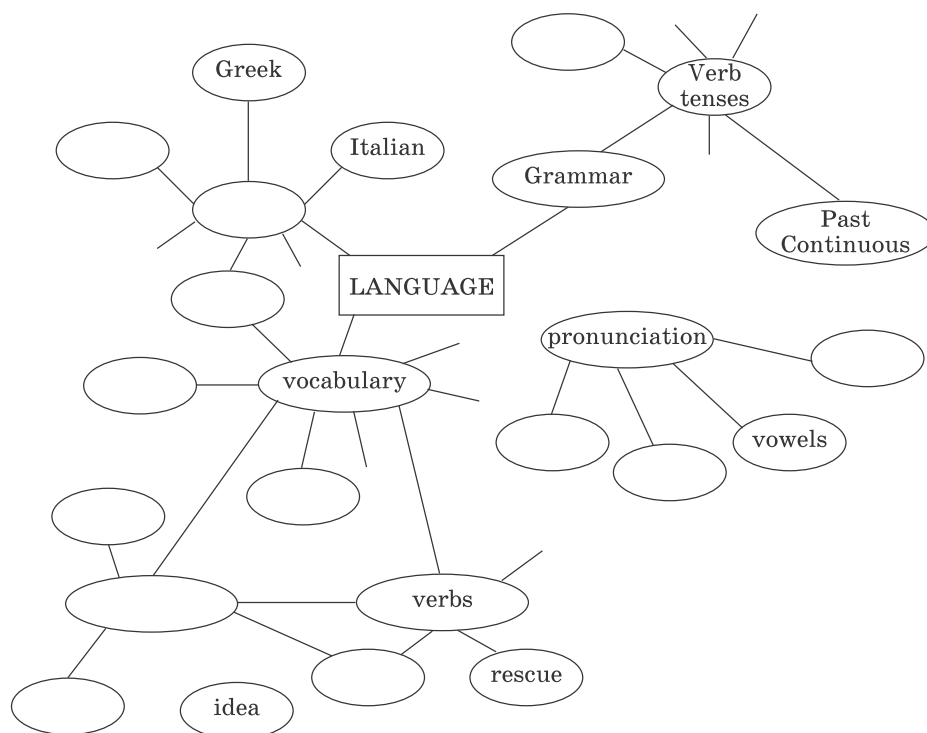 Greek
Verb
tenses
Italian
Grammar
Past
Continuous
LANGUAGE
pronunciation
vocabulary
vowels
verbs
rescue
idea